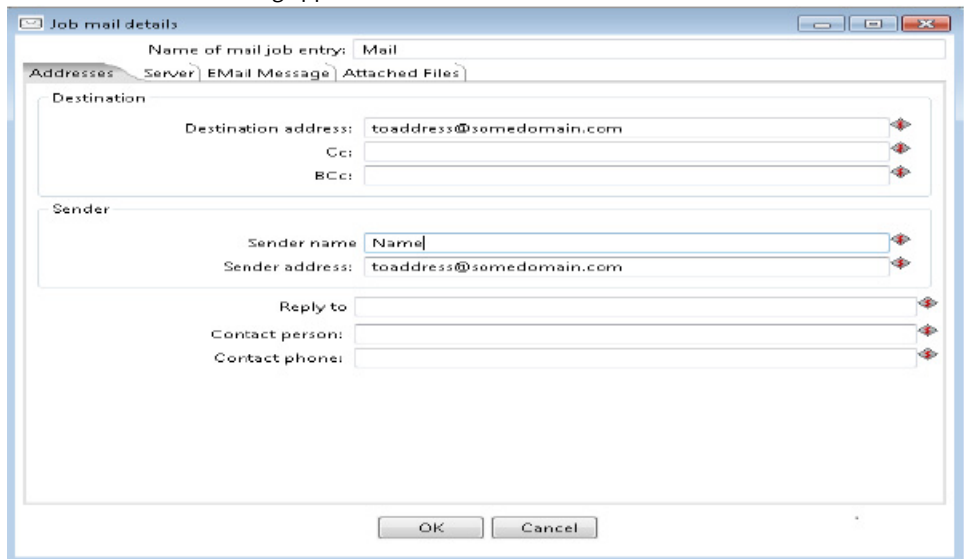 Job mail details
Name of mail job entry: Mail
Addresses Server EMail Message Attached Files
Destination
Destination address: toaddress@somedomain.com
Cc:
BCc:
Sender
Sender name Name
Sender address: toaddress@somedomain.com
Reply to
Contact person:
Contact phone:
OK Cancel